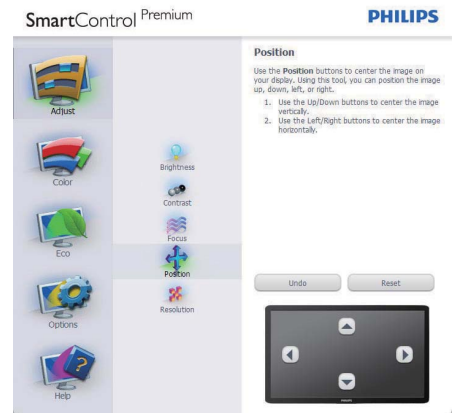 SmartControl Premium
PHILIPS
Adjust
Color
Eco
Options
Help
Brightness
Contrast
Focus
Position
Resolution
Position
Use the Position buttons to center the image on
your display. Using this tool, you can position the image
up, down, left, or right.
1. Use the Up/Down buttons to center the image
vertically.
2. Use the Left/Right buttons to center the image
horizontally.
Undo
Reset
PHILIPS